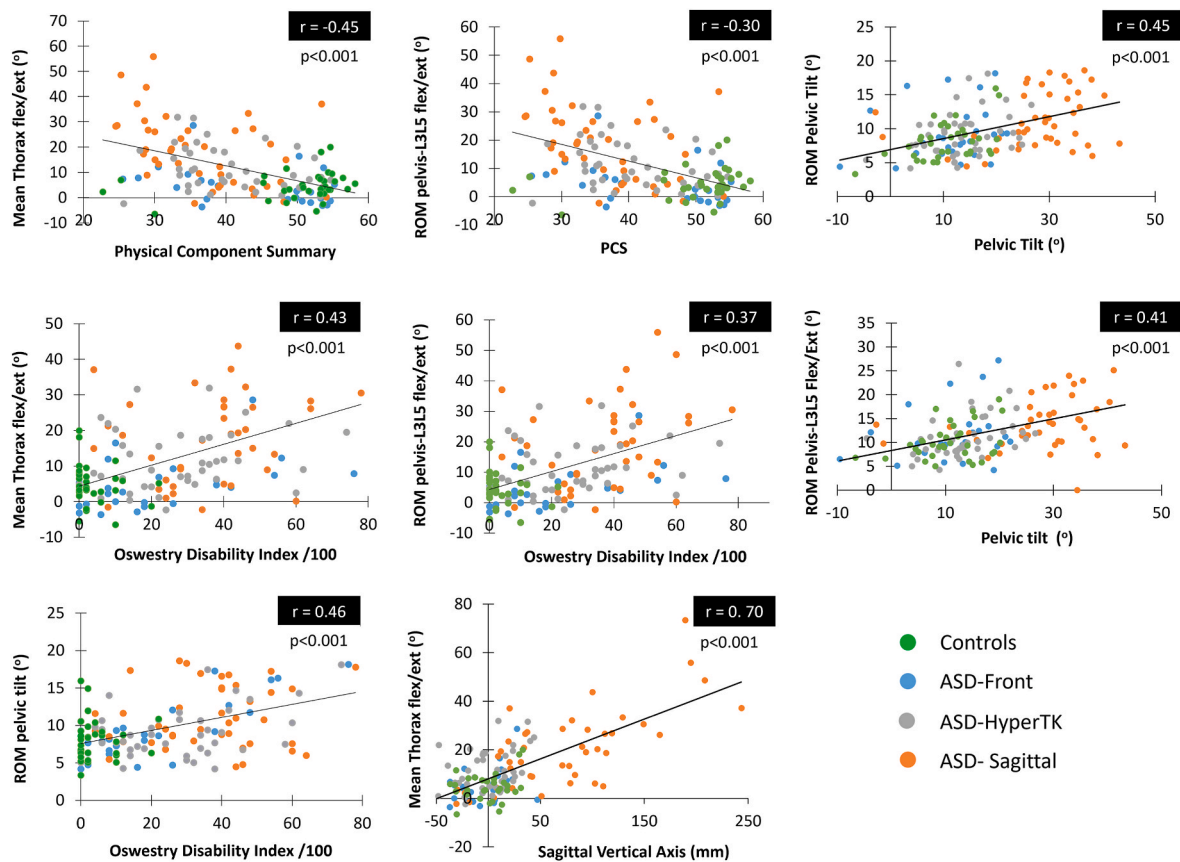 r = -0.45
p<0.001
Mean Thorax flex/ext (º)
70
60
50
40
30
20
10
0
-10
20 30 40 50 60
Physical Component Summary
r = -0.30
p<0.001
ROM pelvis-L3L5 flex/ext (º)
70
60
50
40
30
20
10
0
-10
20 30 40 50 60
PCS
r = 0.45
p<0.001
ROM Pelvic Tilt (º)
25
20
15
10
5
0
-10 10 30 50
Pelvic Tilt (º)
r = 0.43
p<0.001
Mean Thorax flex/ext (º)
50
40
30
20
10
0
-10
0 20 40 60 80
Oswestry Disability Index /100
r = 0.37
p<0.001
ROM pelvis-L3L5 flex/ext (º)
60
50
40
30
20
10
0
-10
0 20 40 60 80
Oswestry Disability Index /100
r = 0.41
p<0.001
ROM Pelvis-L3L5 Flex/Ext (º)
35
30
25
20
15
10
5
0
-10 10 30 50
Pelvic tilt (º)
r = 0.46
p<0.001
ROM pelvic tilt (º)
25
20
15
10
5
0
0 20 40 60 80
Oswestry Disability Index /100
r = 0. 70
p<0.001
Mean Thorax flex/ext (º)
80
60
40
20
0
-20
-50 0 50 150 250
Sagittal Vertical Axis (mm)
Controls
ASD-Front
ASD-HyperTK
ASD- Sagittal